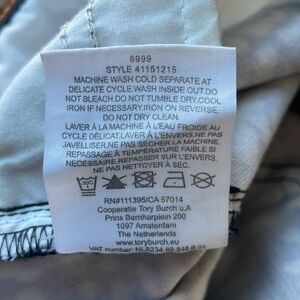 8999
STYLE 41151215
MACHINE WASH COLD SEPARATE AT
DELICATE CYCLE.WASH INSIDE OUT.DO
NOT BLEACH.DO NOT TUMBLE DRY.COOL
IRON IF NECESSARY.IRON ON REVERSE.
DO NOT DRY CLEAN.
LAVER À LA MACHINE À L'EAU FROIDE AU
CYCLE DÉLICAT.LAVER À L'ENVERS.NE PAS
JAVELLISER.NE PAS SÉCHER LA MACHINE.
REPASSAGE À TEMPÉRATURE FAIBLE SI
NÉCESSAIRE.REPASSER SUR L'ENVERS.
NE PAS NETTOYER À SEC.
RN#111395/CA 57014
Cooperatie Tory Burch u.A
Prins Bernharplein 200
1097 Amsterdam
The Netherlands
www.toryburch.eu
VAT number: